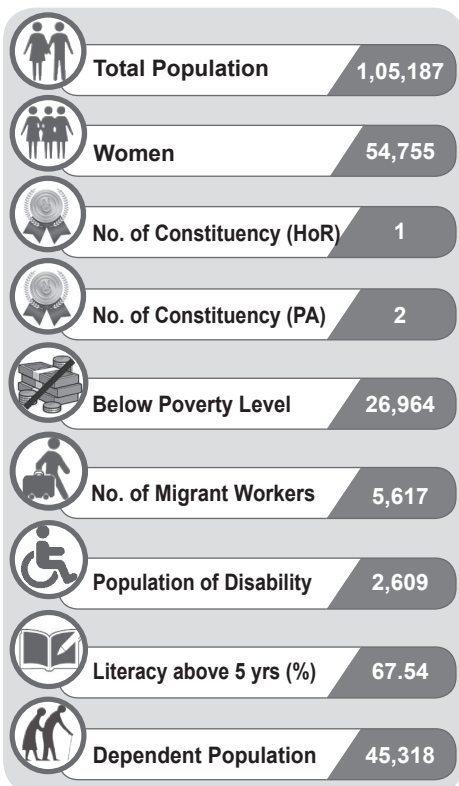 Total Population 1,05,187
Women 54,755
No. of Constituency (HoR) 1
No. of Constituency (PA) 2
Below Poverty Level 26,964
No. of Migrant Workers 5,617
Population of Disability 2,609
Literacy above 5 yrs (%) 67.54
Dependent Population 45,318